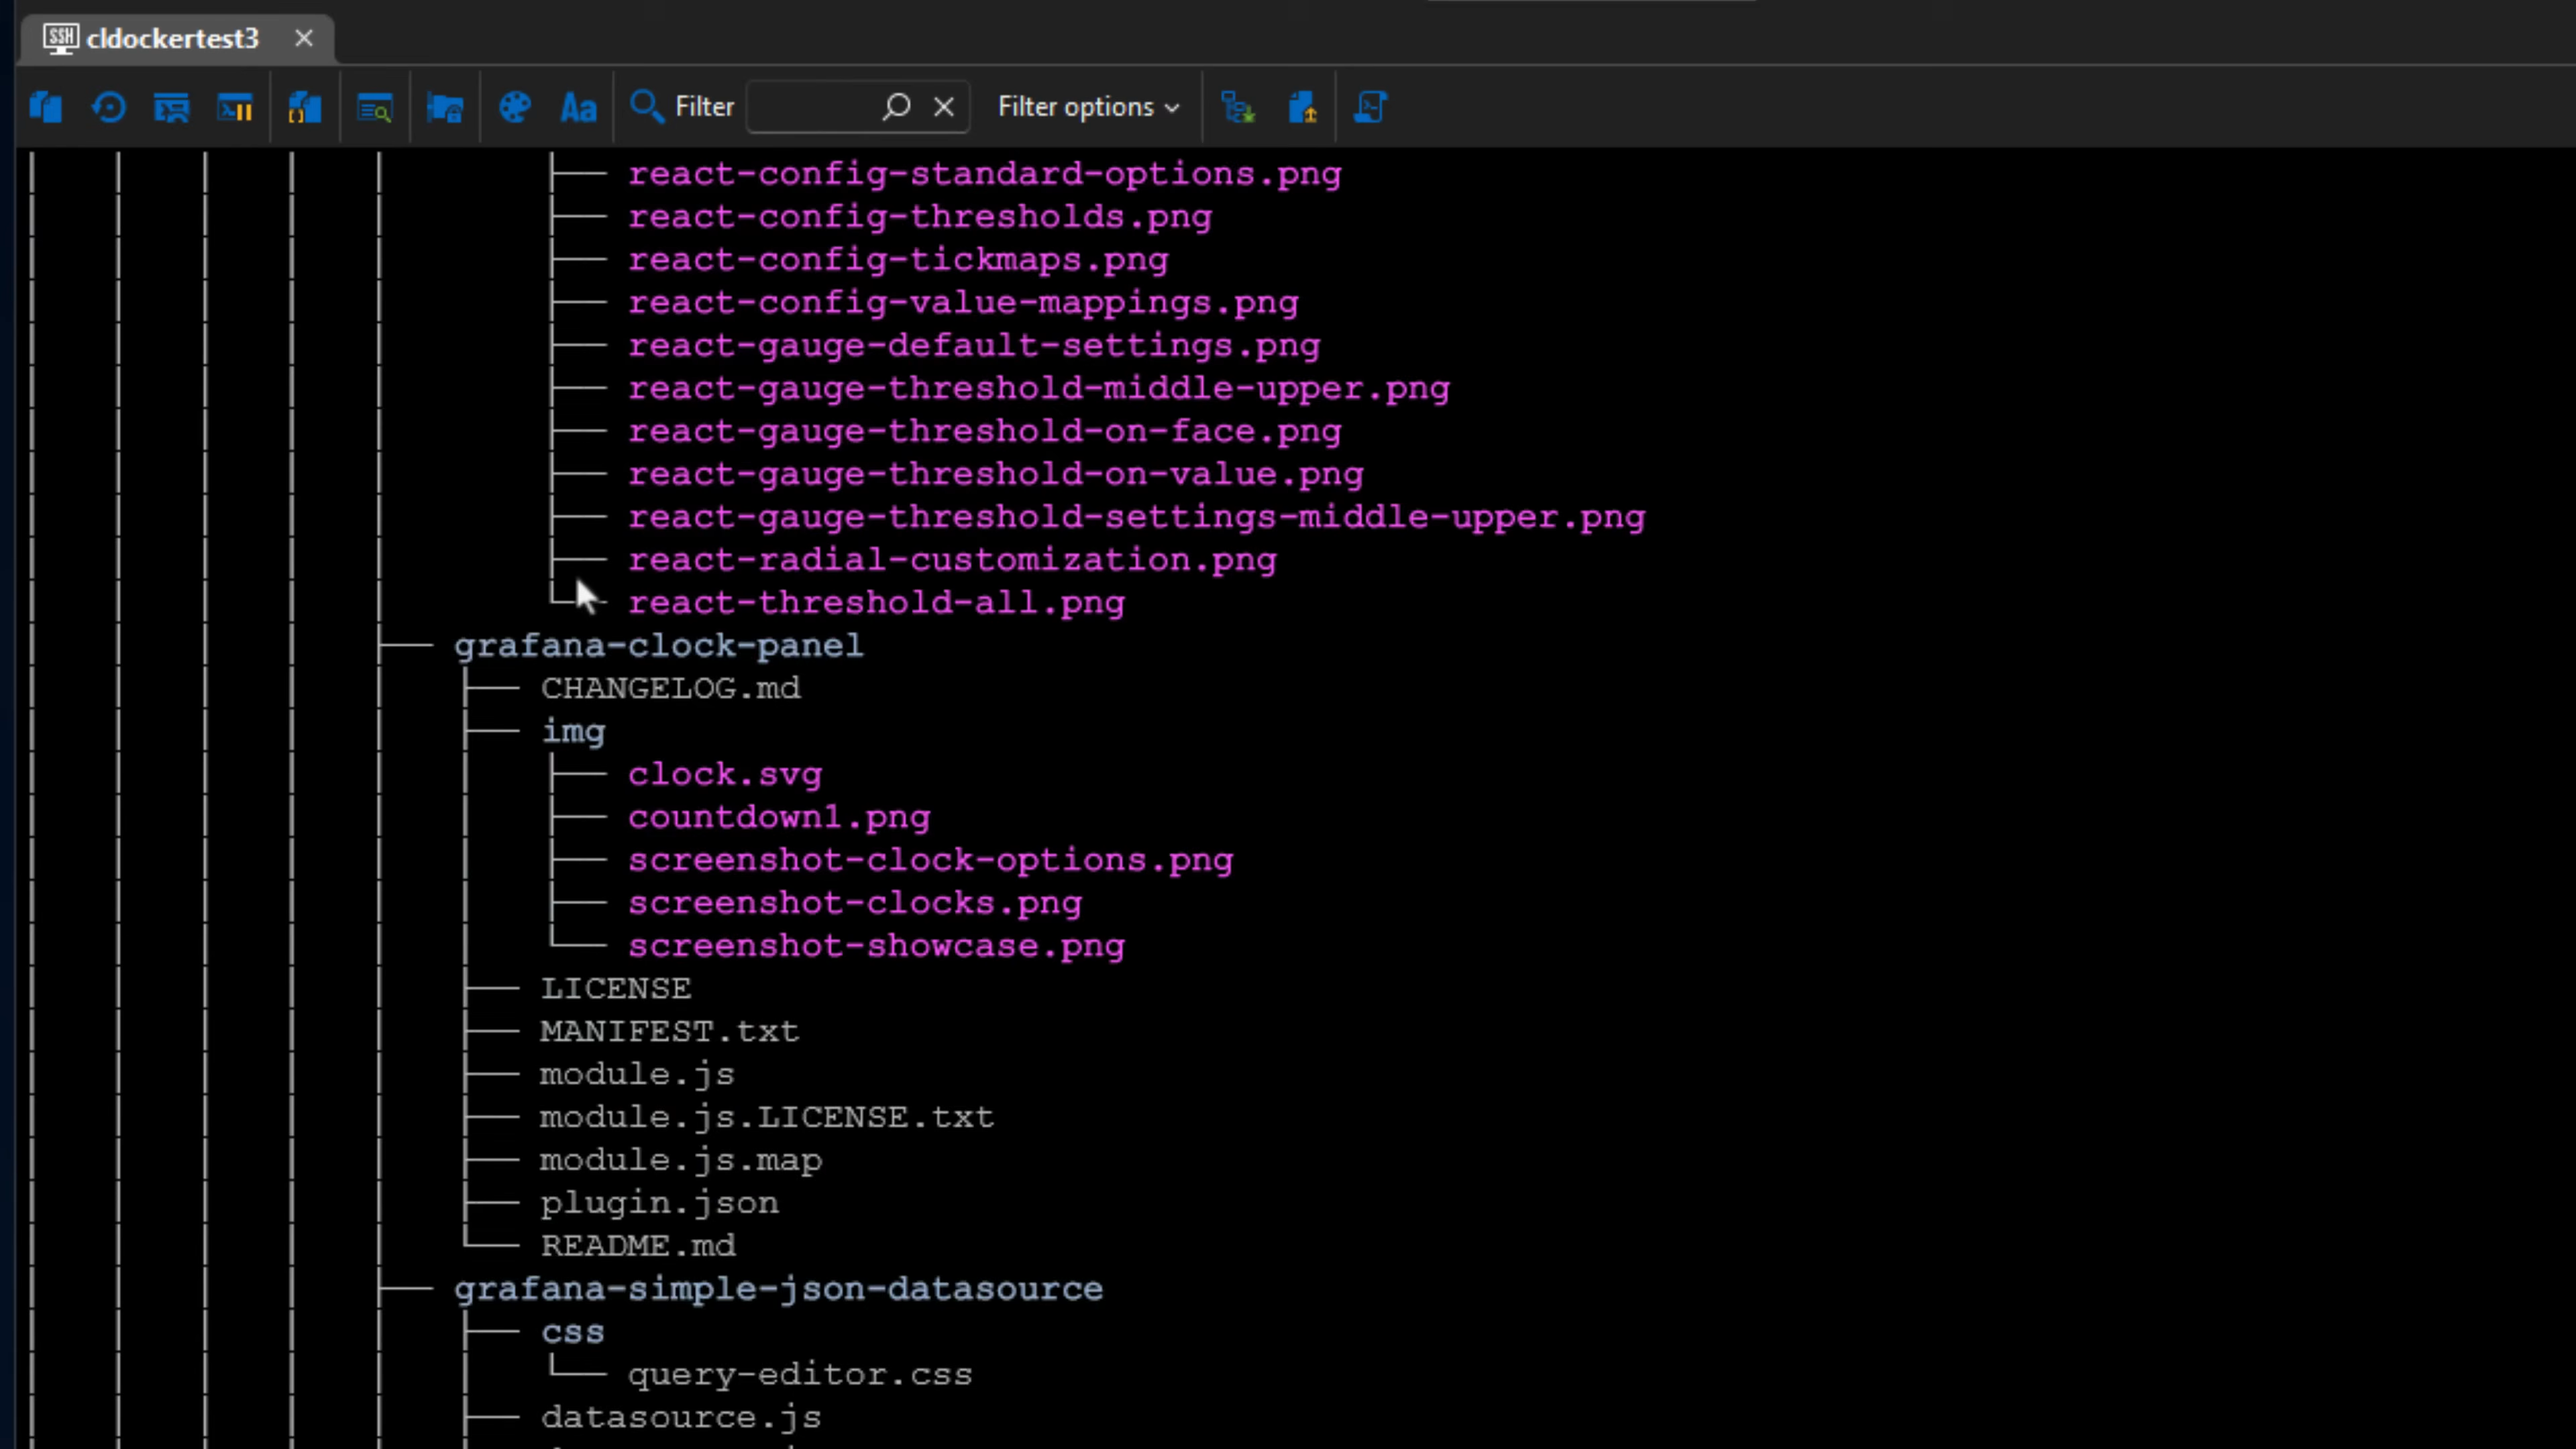 SSH cldockertest3
Aa Filter Filter options
react-config-standard-options.png
react-config-thresholds.png
react-config-tickmaps.png
react-config-value-mappings.png
react-gauge-default-settings.png
react-gauge-threshold-middle-upper.png
react-gauge-threshold-on-face.png
react-gauge-threshold-on-value.png
react-gauge-threshold-settings-middle-upper.png
react-radial-customization.png
react-threshold-all.png
grafana-clock-panel
CHANGELOG.md
img
clock.svg
countdown1.png
screenshot-clock-options.png
screenshot-clocks.png
screenshot-showcase.png
LICENSE
MANIFEST.txt
module.js
module.js.LICENSE.txt
module.js.map
plugin.json
README.md
grafana-simple-json-datasource
css
query-editor.css
datasource.js